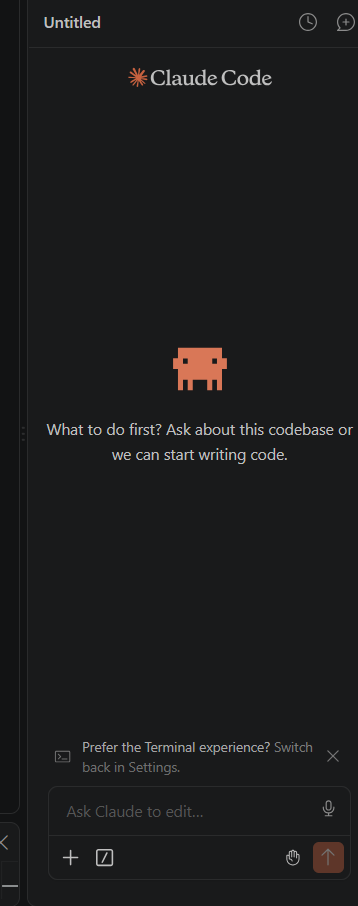 Untitled
Claude Code
What to do first? Ask about this codebase or
we can start writing code.
Prefer the Terminal experience? Switch
back in Settings.
Ask Claude to edit...